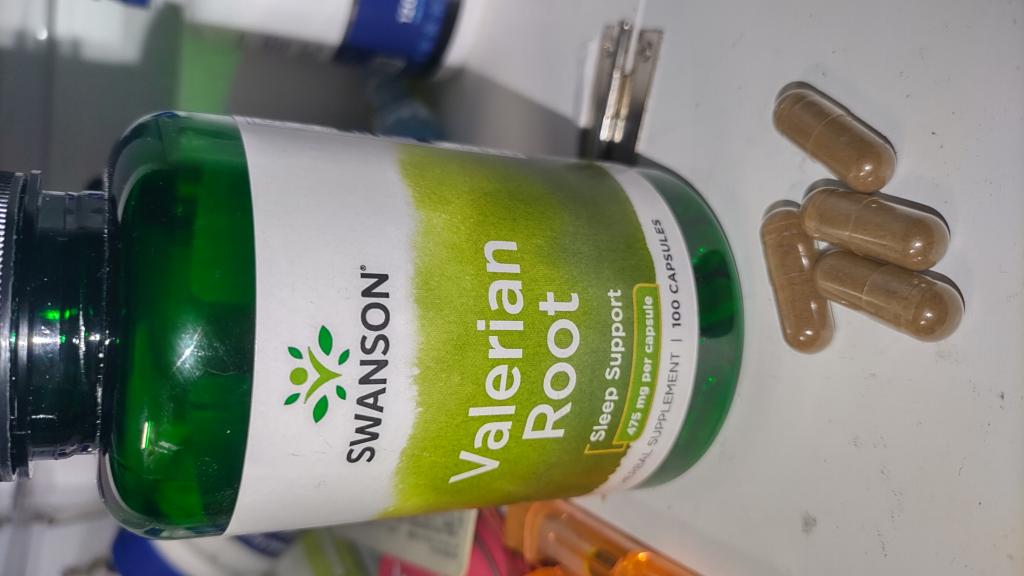 SWANSON®
Valerian
Root
Sleep Support
475 mg per capsule
HERBAL SUPPLEMENT | 100 CAPSULES